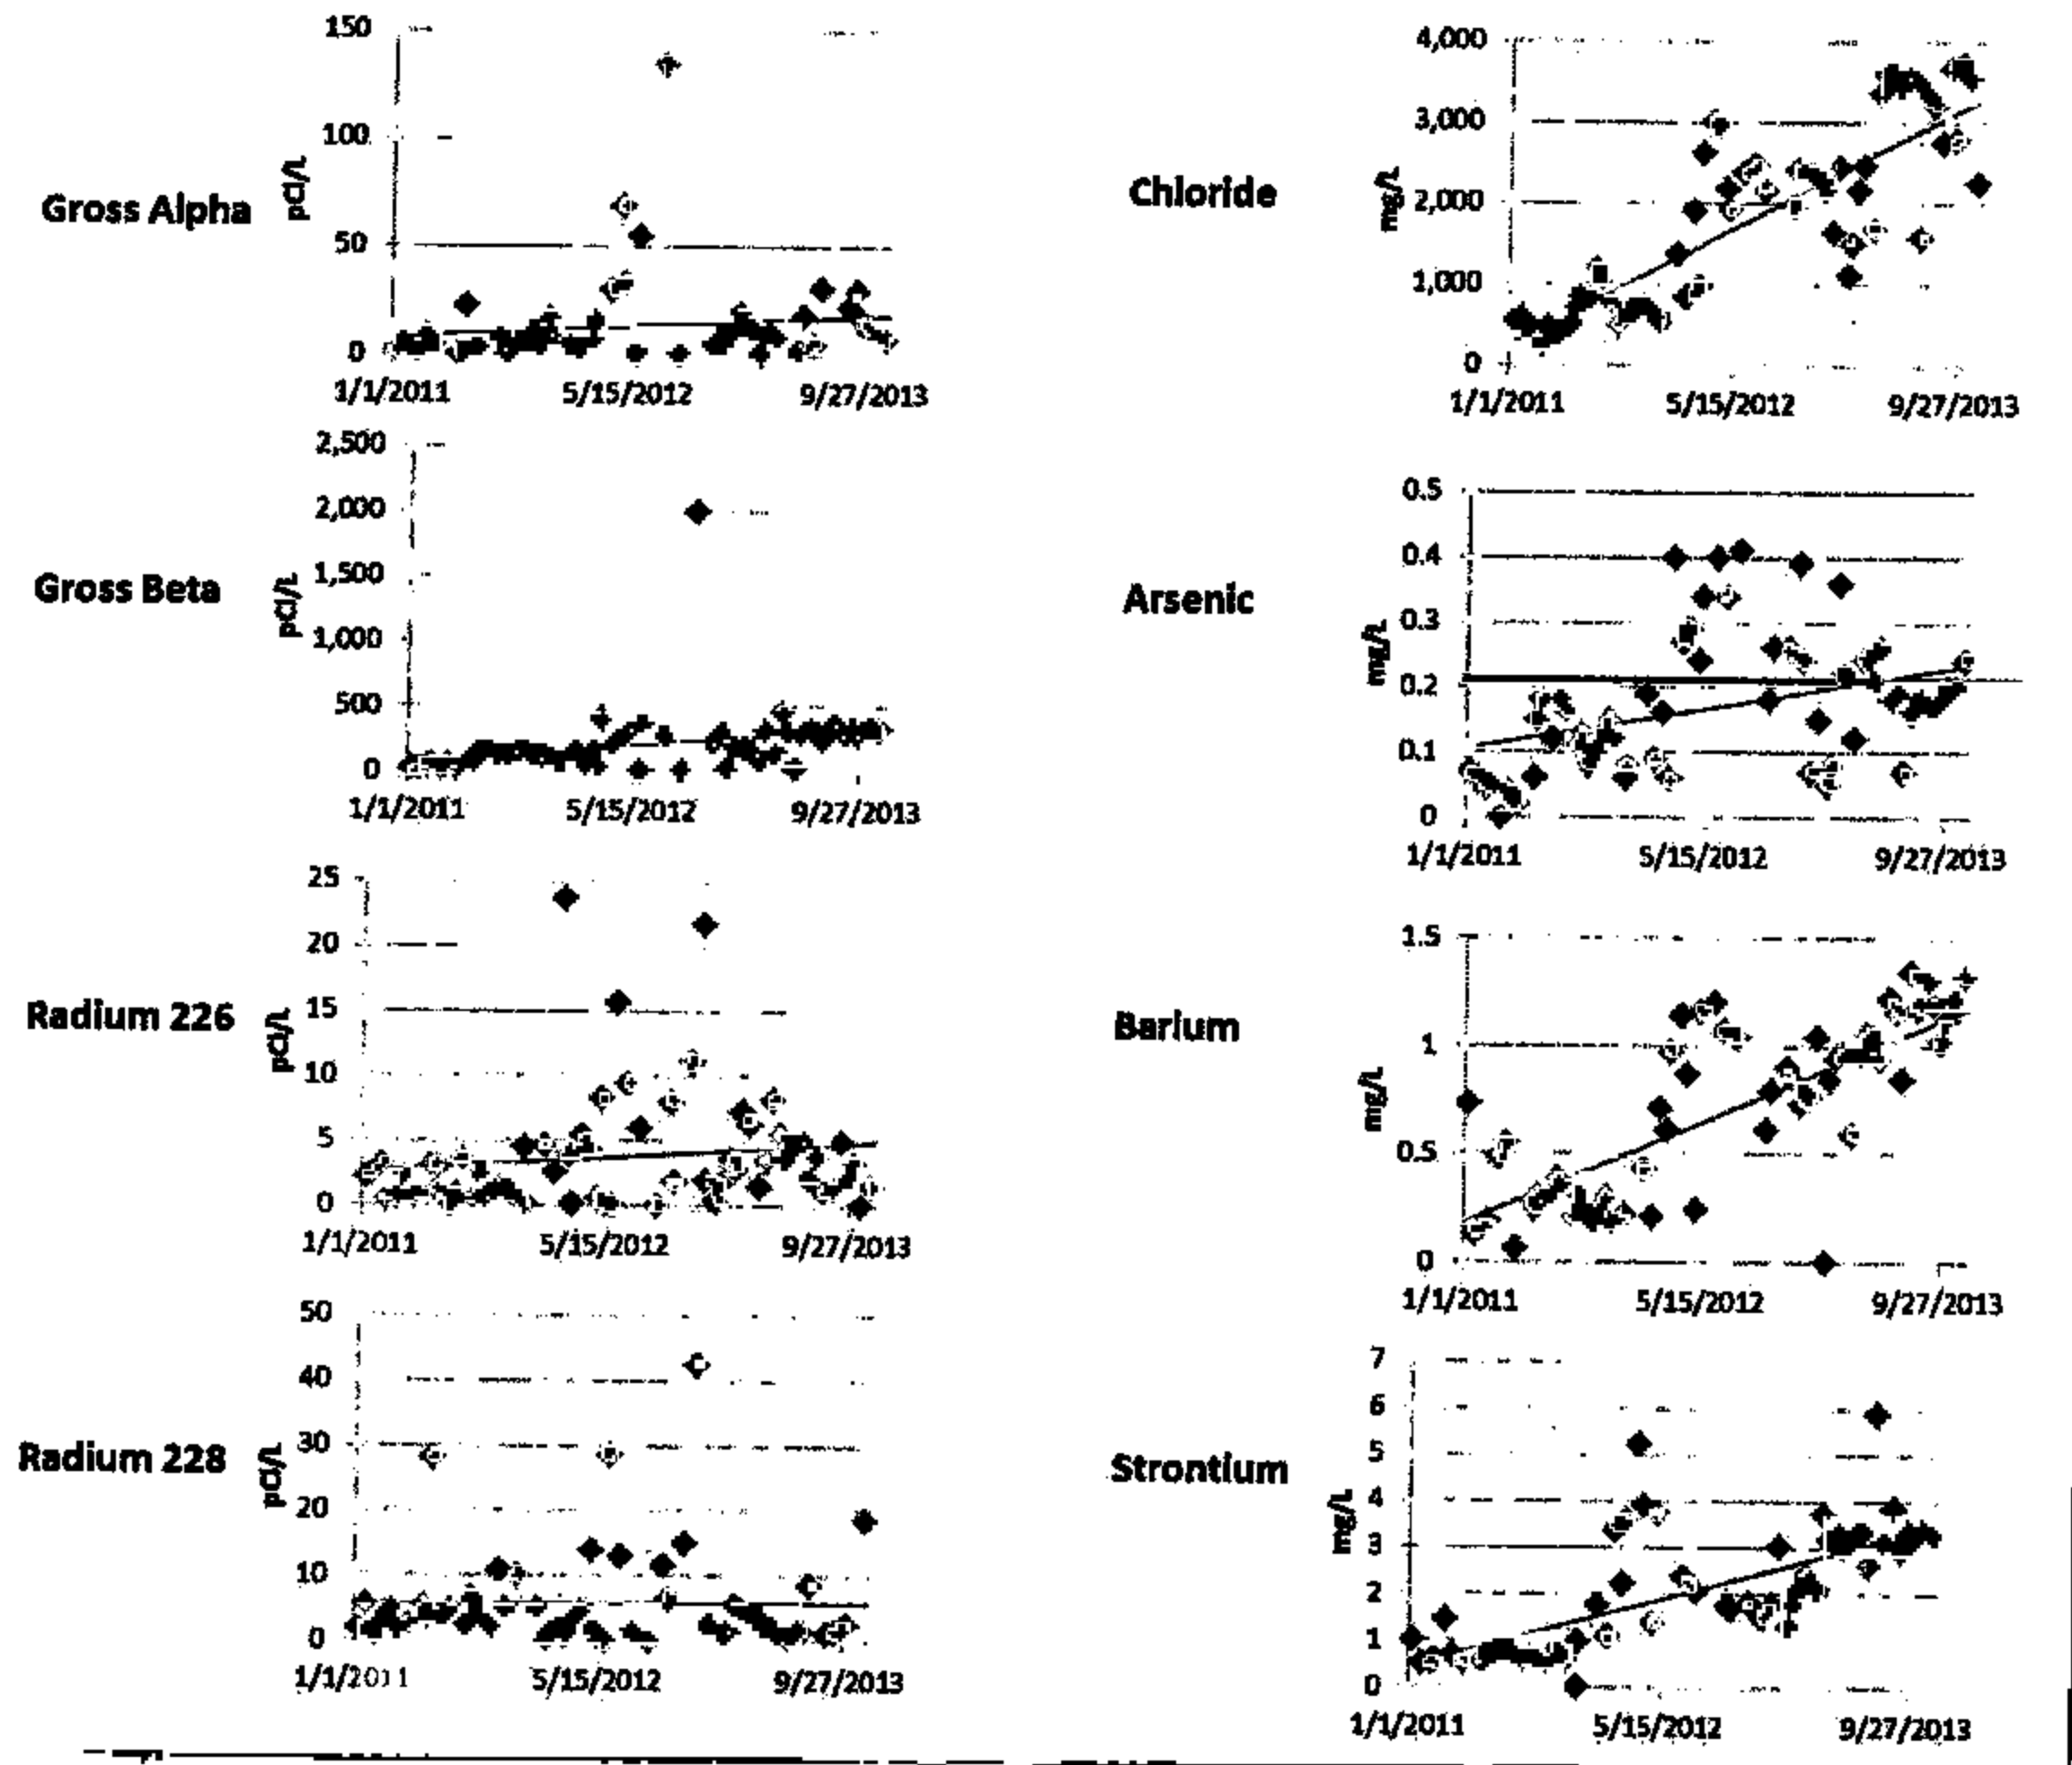 Gross Alpha
pCi/L
150
100
50
0
1/1/2011 5/15/2012 9/27/2013
Gross Beta
pCi/L
2,500
2,000
1,500
1,000
500
0
1/1/2011 5/15/2012 9/27/2013
Radium 226
pCi/L
25
20
15
10
5
0
1/1/2011 5/15/2012 9/27/2013
Radium 228
pCi/L
50
40
30
20
10
0
1/1/2011 5/15/2012 9/27/2013
Chloride
mg/L
4,000
3,000
2,000
1,000
0
1/1/2011 5/15/2012 9/27/2013
Arsenic
mg/L
0.5
0.4
0.3
0.2
0.1
0
1/1/2011 5/15/2012 9/27/2013
Barium
mg/L
1.5
1
0.5
0
1/1/2011 5/15/2012 9/27/2013
Strontium
mg/L
7
6
5
4
3
2
1
0
1/1/2011 5/15/2012 9/27/2013